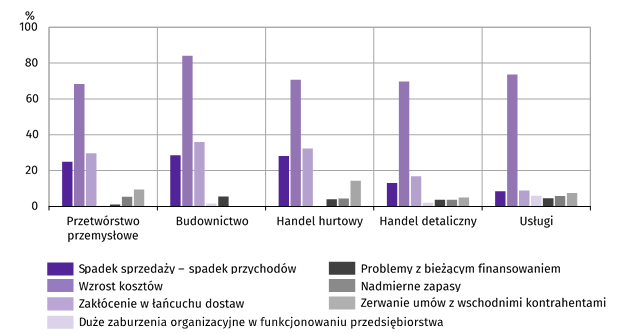 %
100
80
60
40
20
0
Przetwórstwo
przemysłowe
Budownictwo
Handel hurtowy
Handel detaliczny
Usługi
Spadek sprzedaży – spadek przychodów
Wzrost kosztów
Zakłócenie w łańcuchu dostaw
Duże zaburzenia organizacyjne w funkcjonowaniu przedsiębiorstwa
Problemy z bieżącym finansowaniem
Nadmierne zapasy
Zerwanie umów z wschodnimi kontrahentami